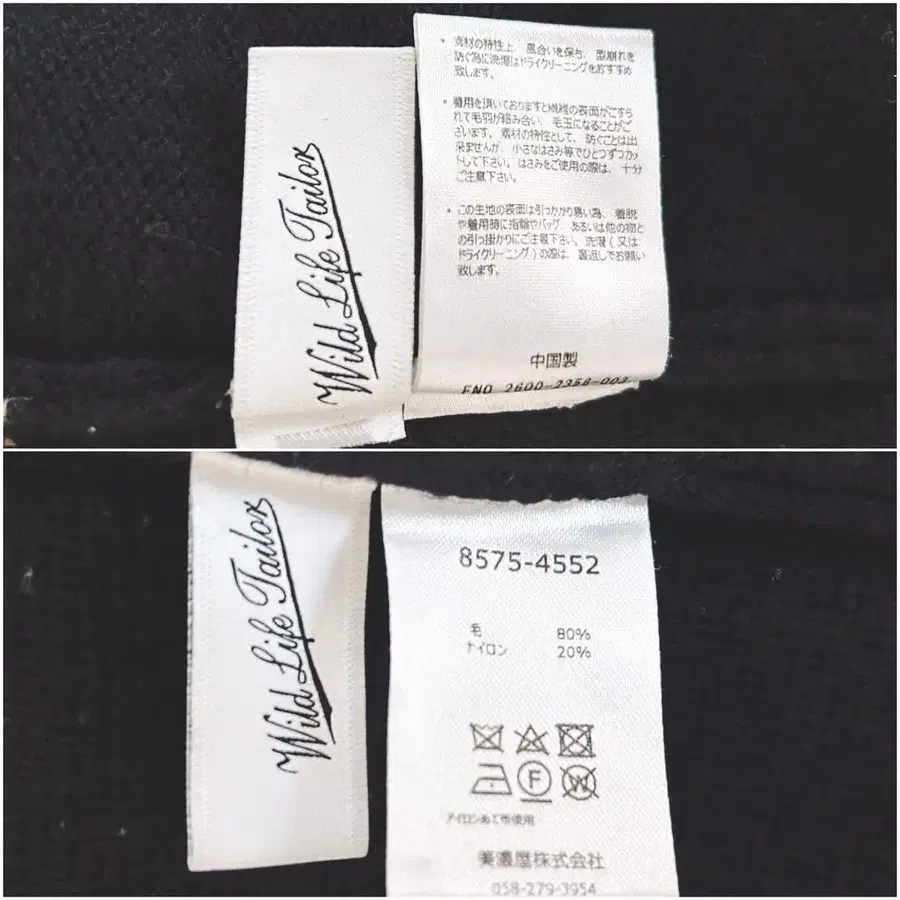 Wild Life Tailor
・素材の特性上、風合いを保ち、型崩れを
防ぐ為に洗濯はドライクリーニングをおすすめ
致します。
・着用を頂いておりますと繊維の表面がこすら
れて毛羽が絡み合い、毛玉になることがご
ざいます。素材の特性として、防ぐことは出
来ませんが、小さなはさみ等でひとつずつカッ
トして下さい。はさみをご使用の際は、十分
ご注意下さい。
・この生地の表面は引っかかり易い為、着脱
や着用時に指輪やバッグ、あるいは他の物と
の引っ掛かりにご注意下さい。洗濯(又は
ドライクリーニング)の際は、裏返しでお願い
致します。
中国製
FNO 2600-2356-003
Wild Life Tailor
8575-4552
毛 80%
ナイロン 20%
F
W
アイロンあて布使用
美濃屋株式会社
058-279-3954